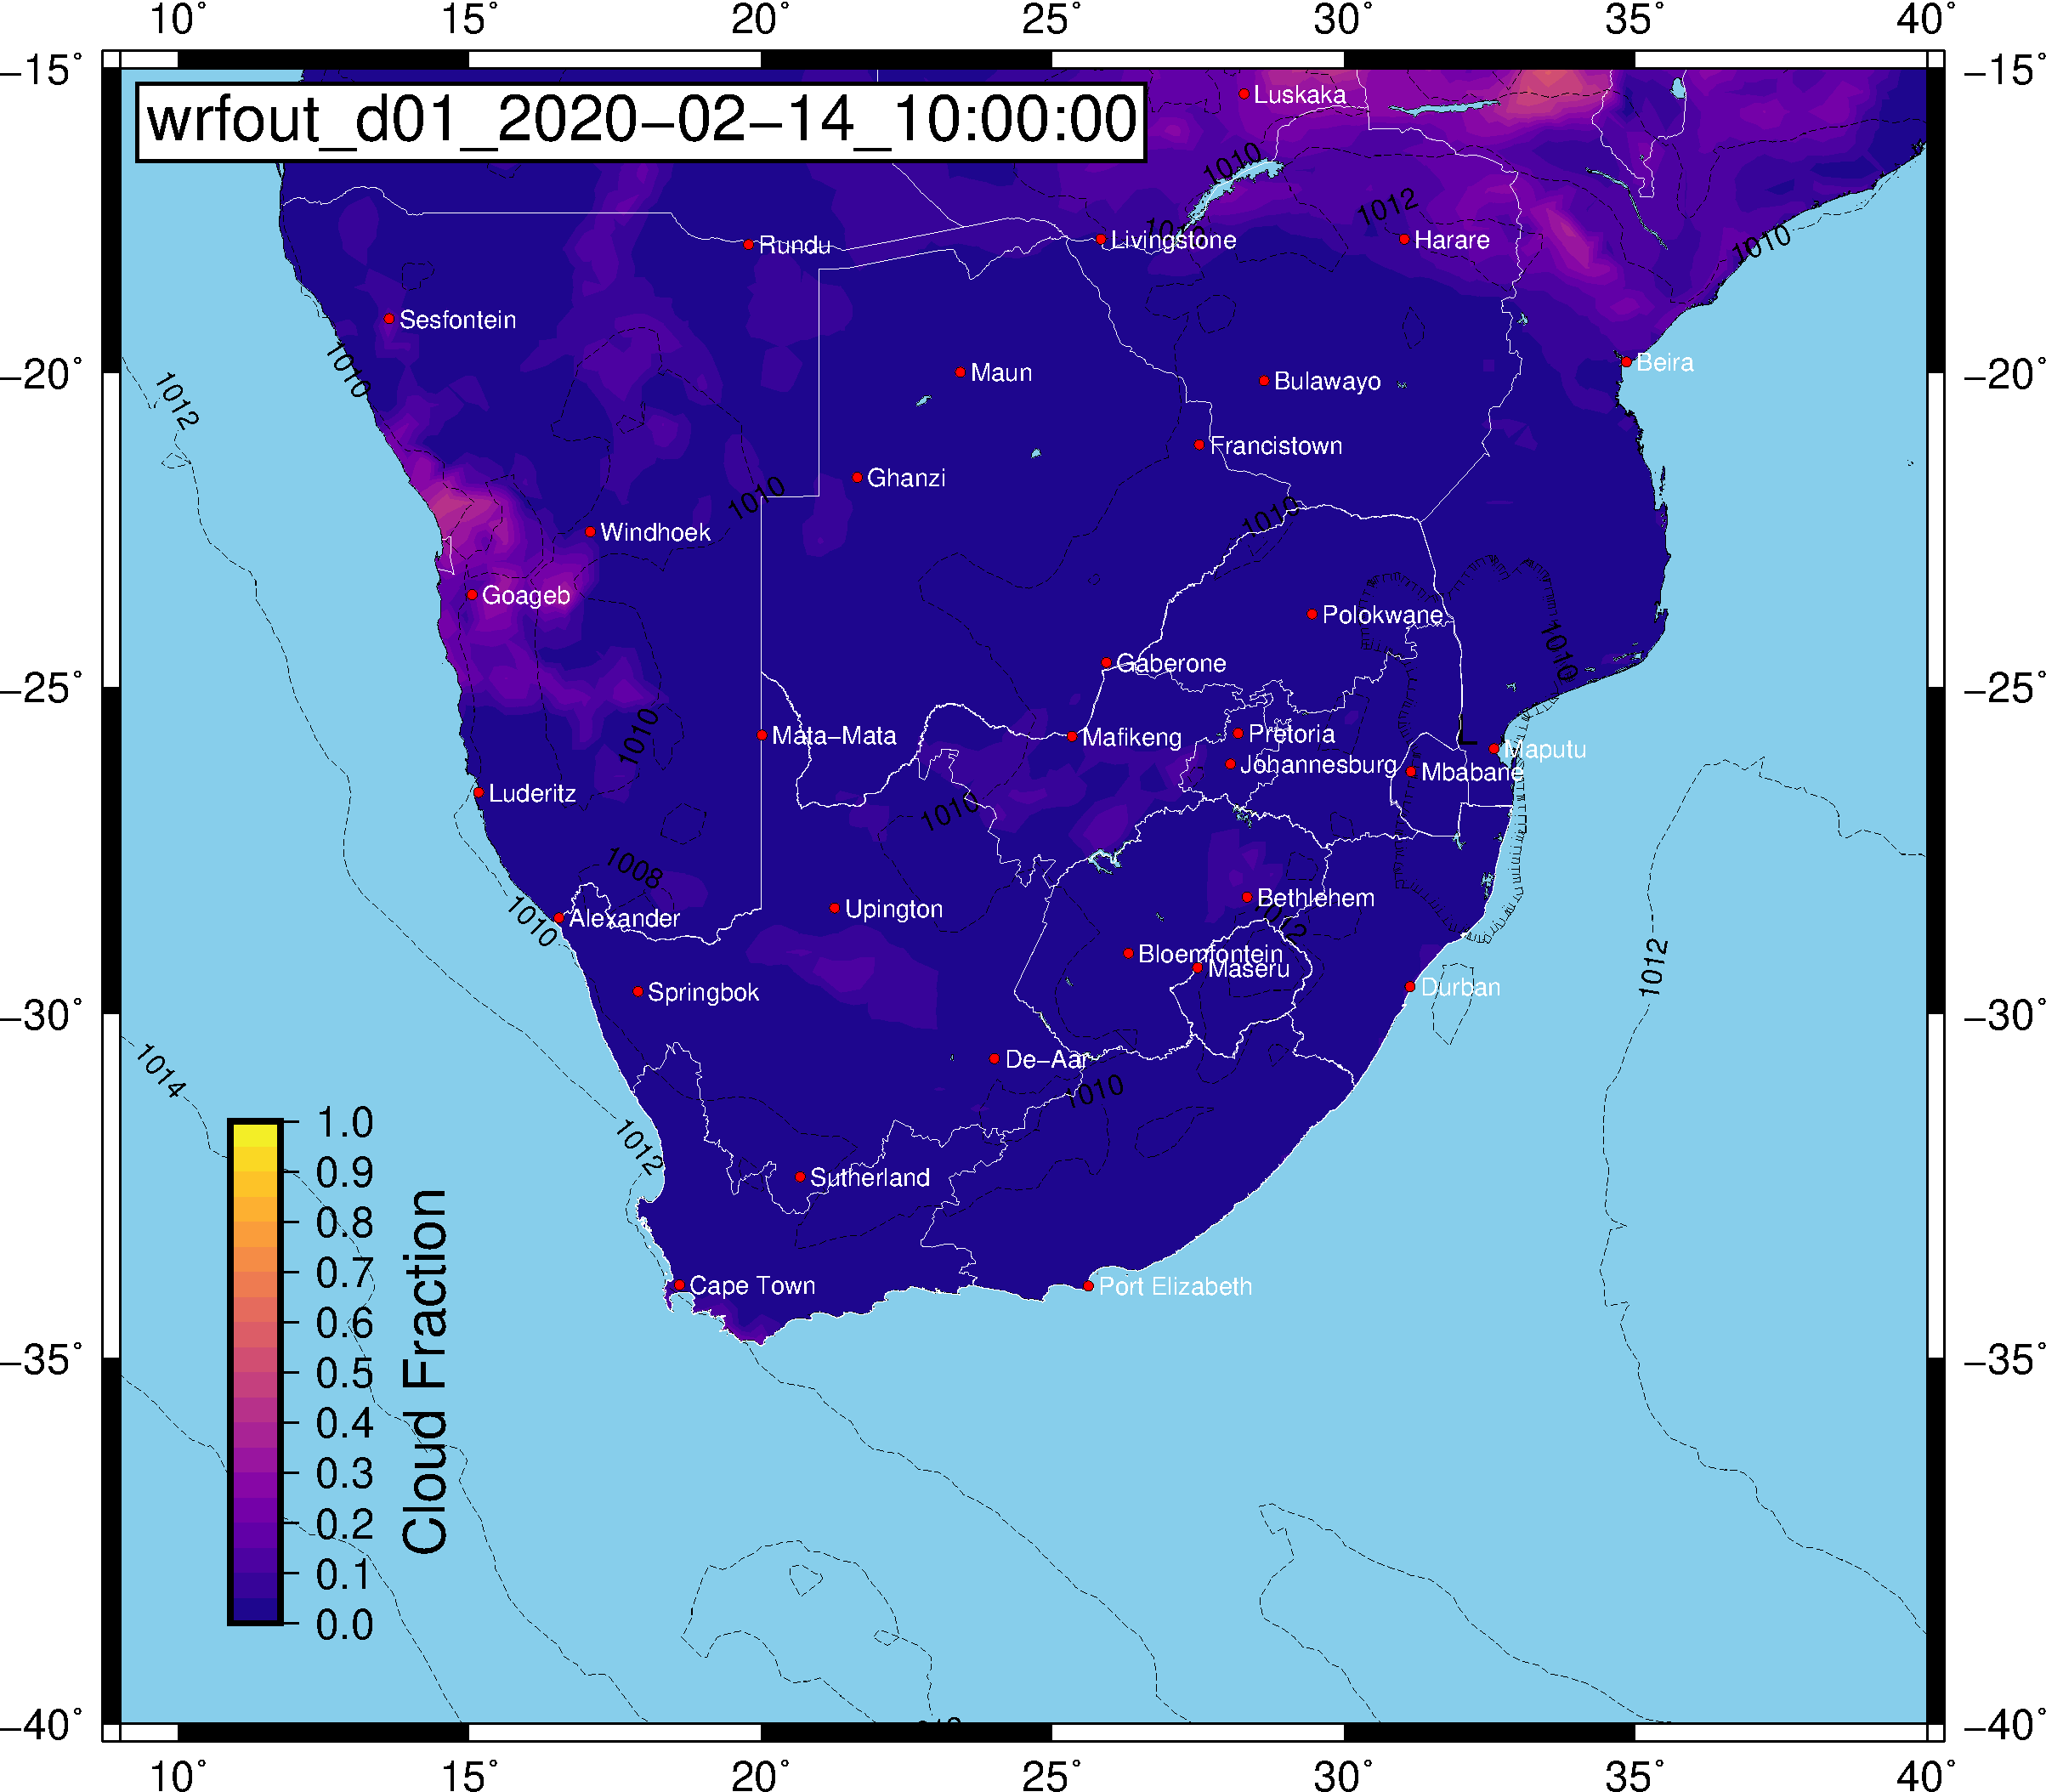 10° 15° 20° 25° 30° 35° 40°
−15° −15°
wrfout_d01_2020−02−14_10:00:00
Luskaka
1010
1012
Rundu
Livingstone
Harare
1010
Sesfontein
1010
1012
Maun
Bulawayo
Beira
−20° −20°
Francistown
Ghanzi
1010
1010
Windhoek
Goageb
Polokwane
1010
Gaberone
−25° −25°
1010
Mata−Mata
Mafikeng
Pretoria
L
Maputu
Johannesburg
Mbabane
Luderitz
1010
1008
Alexander
1010
Upington
Bethlehem
1012
Bloemfontein
Maseru
1012
Springbok
Durban
−30° −30°
1014
De−Aar
1010
1012
Sutherland
Cape Town
Port Elizabeth
−35° −35°
1.0
0.9
0.8
0.7
0.6
0.5
0.4
0.3
0.2
0.1
0.0
Cloud Fraction
−40° −40°
10° 15° 20° 25° 30° 35° 40°